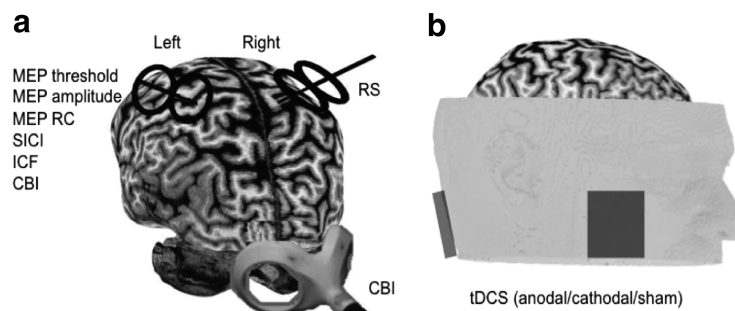 a
b
Left
Right
MEP threshold
MEP amplitude
MEP RC
SICI
ICF
CBI
RS
CBI
tDCS (anodal/cathodal/sham)